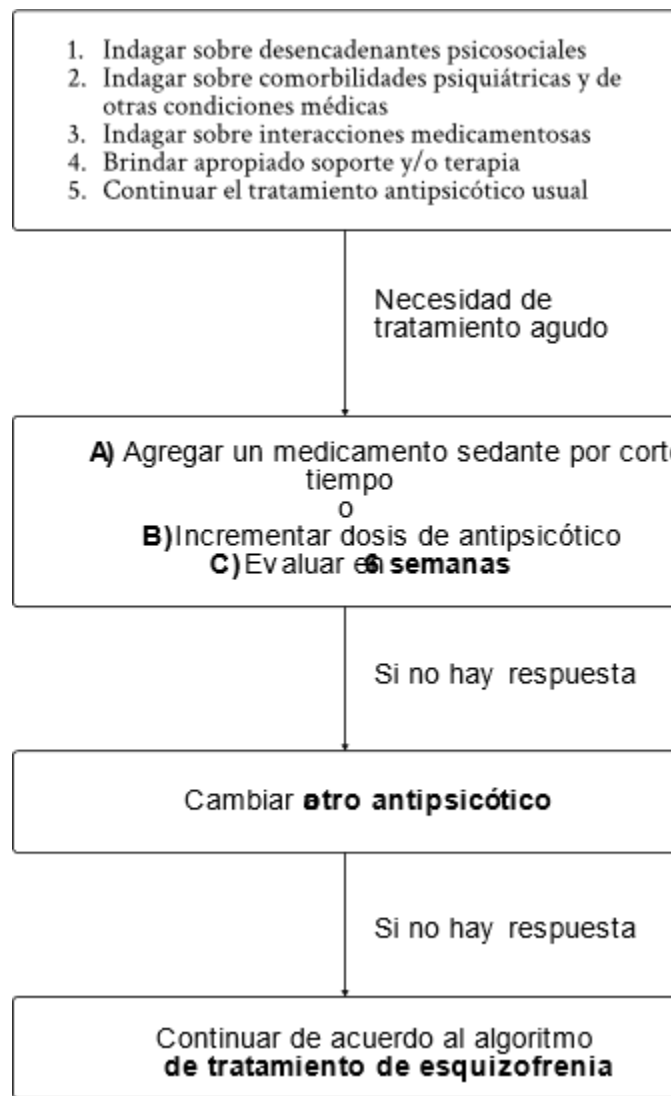 1. Indagar sobre desencadenantes psicosociales
2. Indagar sobre comorbilidades psiquiátricas y de
otras condiciones médicas
3. Indagar sobre interacciones medicamentosas
4. Brindar apropiado soporte y/o terapia
5. Continuar el tratamiento antipsicótico usual
Necesidad de
tratamiento agudo
A) Agregar un medicamento sedante por corto
tiempo
o
B)Incrementar dosis de antipsicótico
C)Evaluar en 6 semanas
Si no hay respuesta
Cambiar a otro antipsicótico
Si no hay respuesta
Continuar de acuerdo al algoritmo
de tratamiento de esquizofrenia